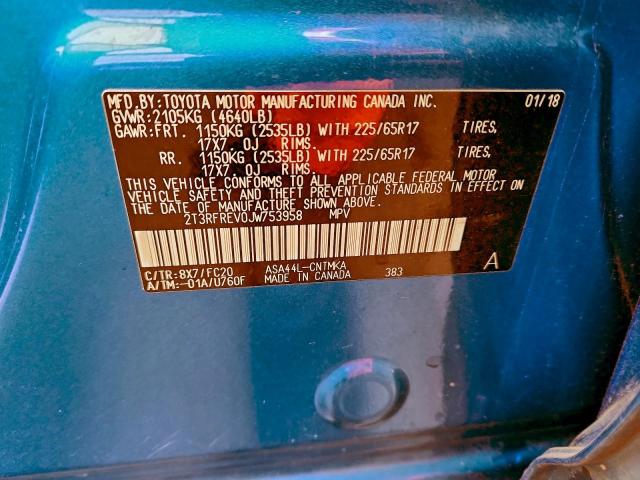 MFD.BY:TOYOTA MOTOR MANUFACTURING CANADA INC. 01/18
GVWR:2105KG (4640LB)
GAWR:FRT. 1150KG (2535LB) WITH 225/65R17 TIRES,
17X7 OJ RIMS.
RR. 1150KG (2535LB) WITH 225/65R17 TIRES,
17X7 OJ RIMS.
THIS VEHICLE CONFORMS TO ALL APPLICABLE FEDERAL MOTOR
VEHICLE SAFETY AND THEFT PREVENTION STANDARDS IN EFFECT ON
THE DATE OF MANUFACTURE SHOWN ABOVE.
2T3RFREV0JW753958 MPV
C/TR:8X7/FC20 ASA44L-CNTMKA 383 A
A/TM:-01A/U760F MADE IN CANADA